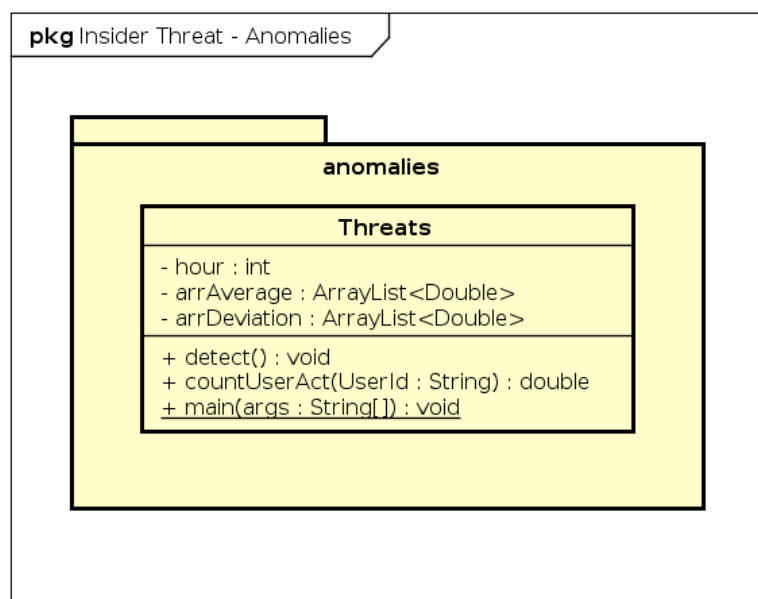 pkg Insider Threat - Anomalies
anomalies
Threats
- hour : int
- arrAverage : ArrayList<Double>
- arrDeviation : ArrayList<Double>
+ detect() : void
+ countUserAct(UserId : String) : double
+ main(args : String[]) : void